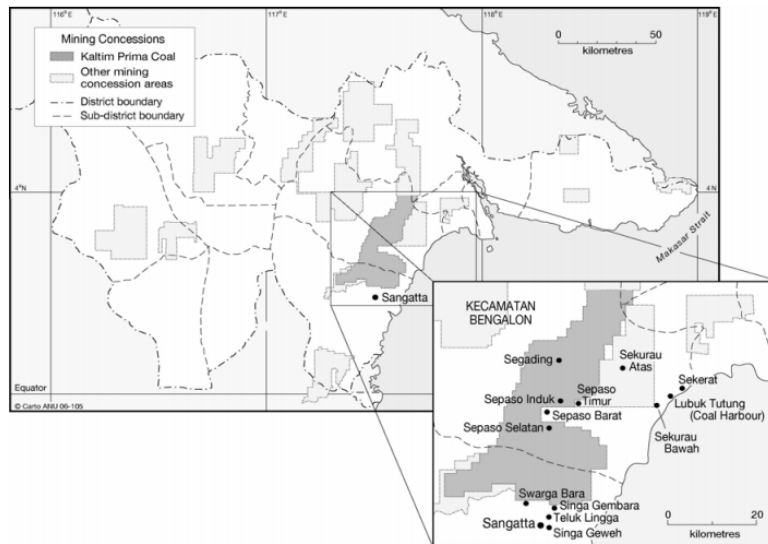 116°E
117°E
118°E
119°E
Mining Concessions
Kaltim Prima Coal
Other mining
concession areas
District boundary
Sub-district boundary
0
50
kilometres
4°N
4°N
Makasar Strait
Sangatta
Equator
© Carto ANU 06-105
KECAMATAN
BENGALON
Segading
Sekurau
Atas
Sekerat
Sepaso Induk
Sepaso
Timur
Sepaso Barat
Lubuk Tutung
(Coal Harbour)
Sepaso Selatan
Sekurau
Bawah
Swarga Bara
Singa Gembara
Teluk Lingga
Sangatta
Singa Geweh
0
20
kilometres